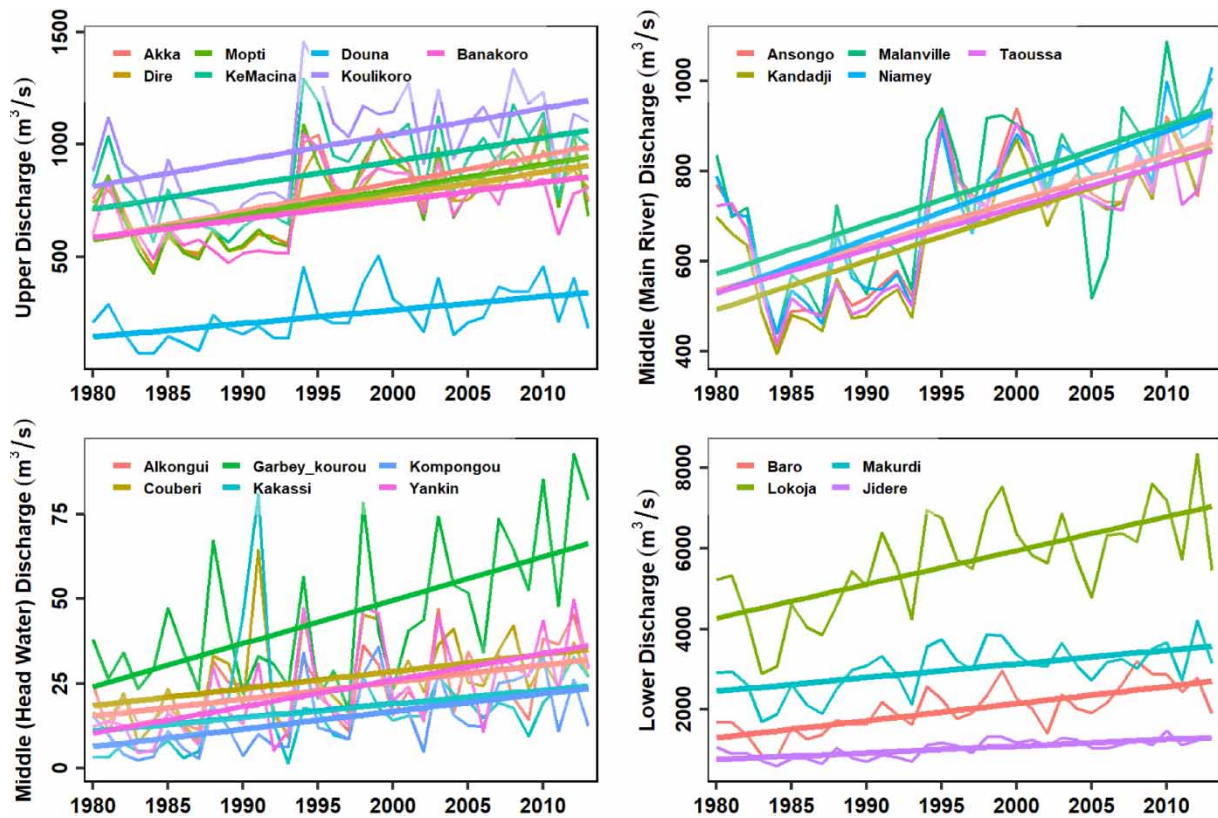 Upper Discharge (m³/s)
1500
1000
500
Akka Mopti Douna Banakoro
Dire KeMacina Koulikoro
1980 1985 1990 1995 2000 2005 2010
Middle (Main River) Discharge (m³/s)
1000
800
600
400
Ansongo Malanville Taoussa
Kandadji Niamey
1980 1985 1990 1995 2000 2005 2010
Middle (Head Water) Discharge (m³/s)
75
50
25
0
Alkongui Garbey_kourou Kompongou
Couberi Kakassi Yankin
1980 1985 1990 1995 2000 2005 2010
Lower Discharge (m³/s)
8000
6000
4000
2000
Baro Makurdi
Lokoja Jidere
1980 1985 1990 1995 2000 2005 2010